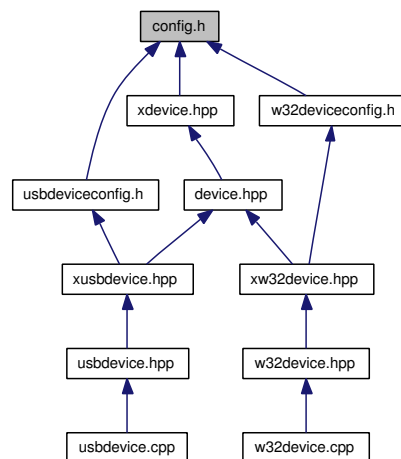 config.h
xdevice.hpp
w32deviceconfig.h
usbdeviceconfig.h
device.hpp
xusbdevice.hpp
xw32device.hpp
usbdevice.hpp
w32device.hpp
usbdevice.cpp
w32device.cpp